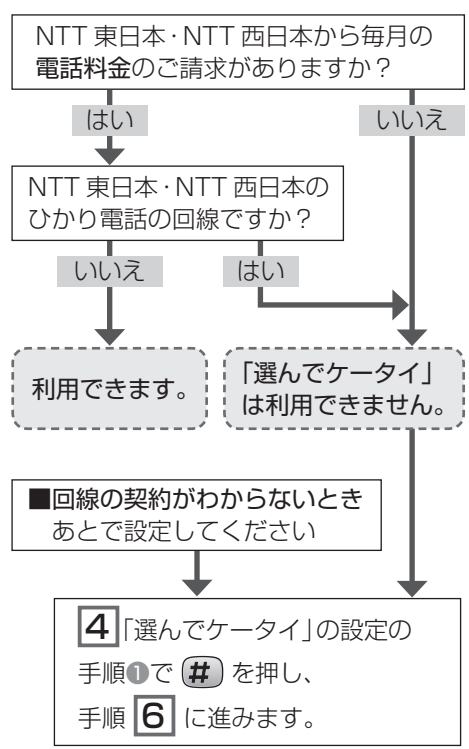 NTT 東日本・NTT 西日本から毎月の
電話料金のご請求がありますか？
はい
いいえ
NTT 東日本・NTT 西日本の
ひかり電話の回線ですか？
いいえ
はい
利用できます。
「選んでケータイ」
は利用できません。
■回線の契約がわからないとき
あとで設定してください
4「選んでケータイ」の設定の
手順❶で # を押し、
手順 6 に進みます。